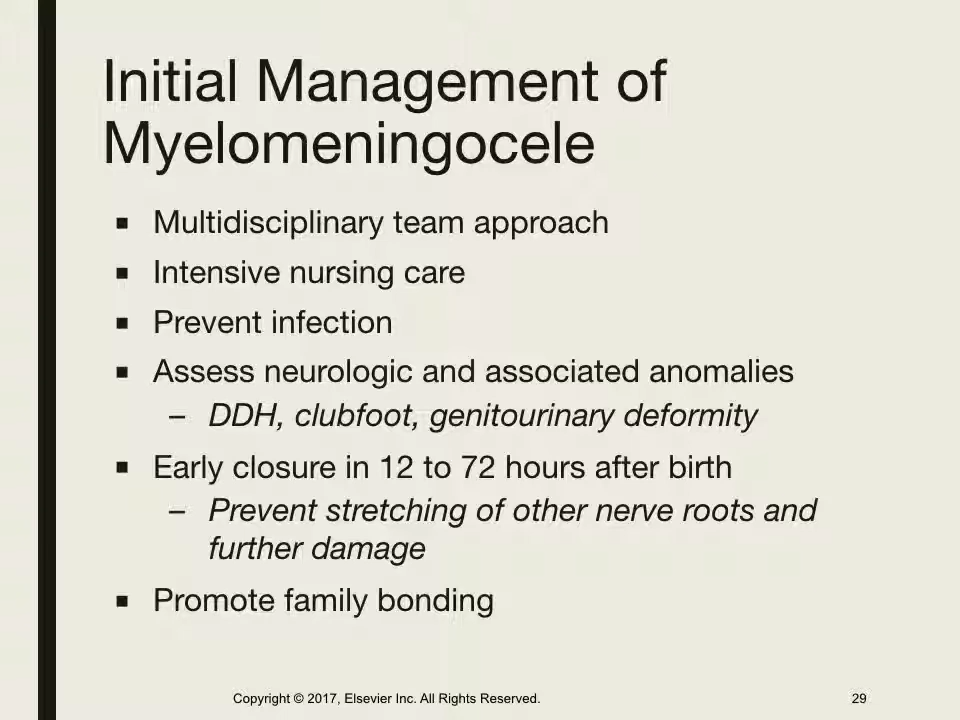 Initial Management of
Myelomeningocele
▪ Multidisciplinary team approach
▪ Intensive nursing care
▪ Prevent infection
▪ Assess neurologic and associated anomalies
– DDH, clubfoot, genitourinary deformity
▪ Early closure in 12 to 72 hours after birth
– Prevent stretching of other nerve roots and
further damage
▪ Promote family bonding
Copyright © 2017, Elsevier Inc. All Rights Reserved.
29